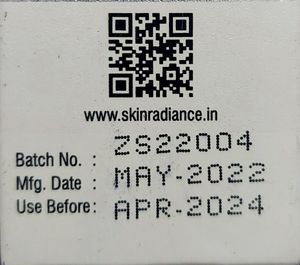 www.skinradiance.in
Batch No. : ZS22004
Mfg. Date : MAY-2022
Use Before: APR-2024